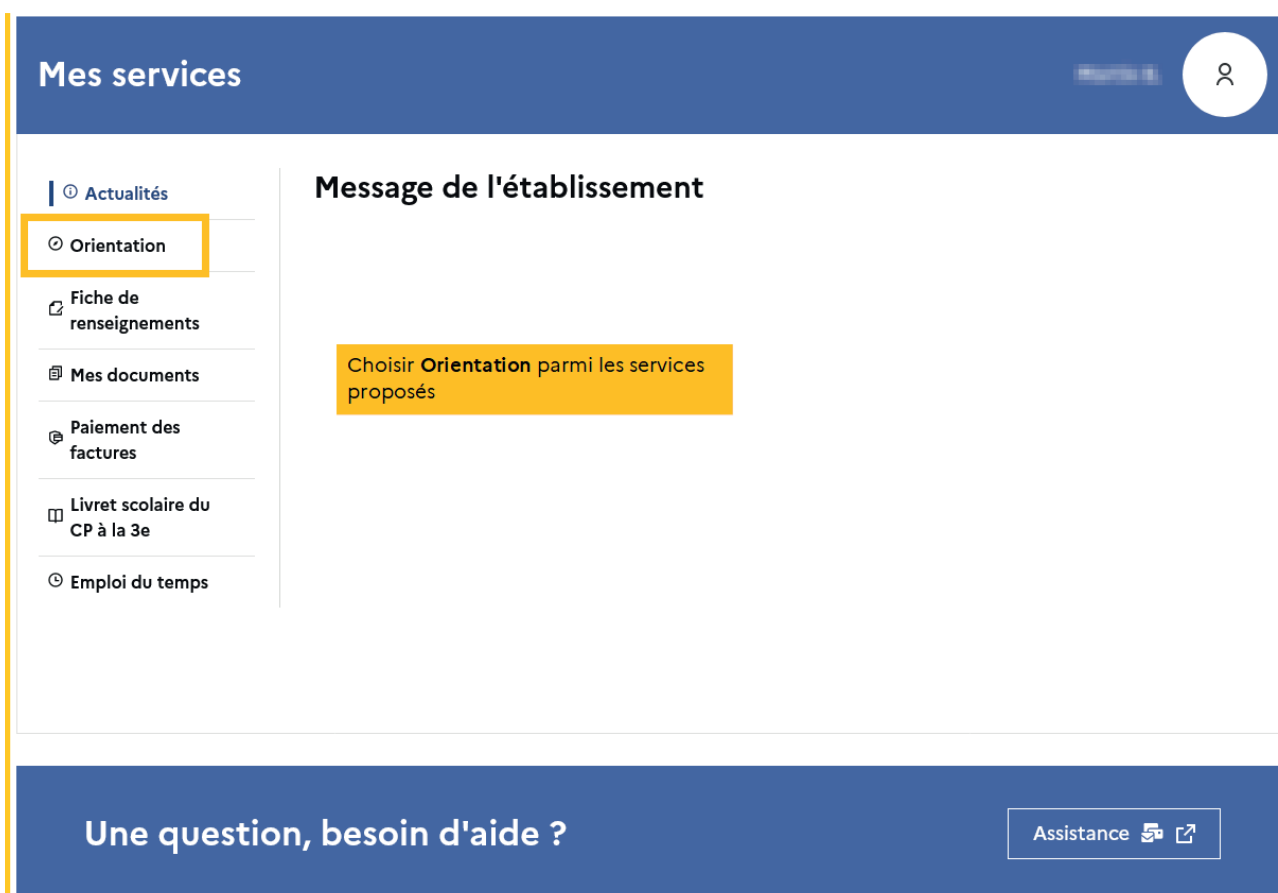 Mes services
Actualités
Orientation
Fiche de
renseignements
Mes documents
Paiement des
factures
Livret scolaire du
CP à la 3e
Emploi du temps
Message de l'établissement
Choisir Orientation parmi les services
proposés
Une question, besoin d'aide ?
Assistance